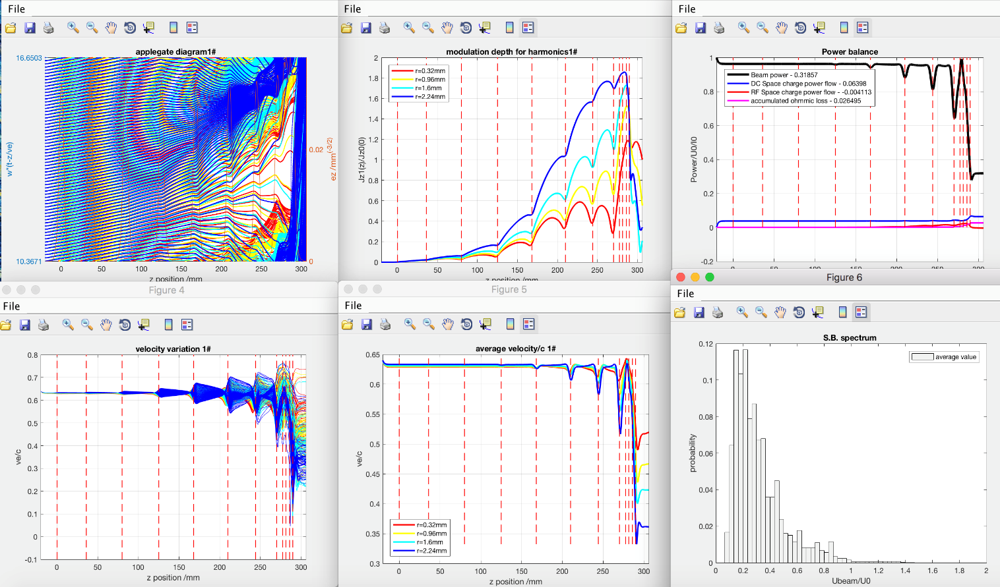 File
applegate diagram1#
16.6503
10.3671
w*(t-z/ve)
0.02
0
ez /mm^(-3/2)
0 50 100 150 200 250 300
z position /mm
File
modulation depth for harmonics1#
r=0.32mm
r=0.96mm
r=1.6mm
r=2.24mm
Jz1(z)/Jz0(0)
2
1.8
1.6
1.4
1.2
1
0.8
0.6
0.4
0.2
0
0 50 100 150 200 250 300
z position /mm
File
Power balance
Beam power - 0.31857
DC Space charge power flow - 0.06398
RF Space charge power flow - -0.004113
accumulated ohmmic loss - 0.026495
Power/U0/I0
1
0.8
0.6
0.4
0.2
0
-0.2
0 50 100 150 200 250 300
Figure 4
File
velocity variation 1#
ve/c
0.8
0.7
0.6
0.5
0.4
0.3
0.2
0.1
0
-0.1
0 50 100 150 200 250 300
z position /mm
Figure 5
File
average velocity/c 1#
ve/c
0.65
0.6
0.55
0.5
0.45
0.4
0.35
0.3
r=0.32mm
r=0.96mm
r=1.6mm
r=2.24mm
0 50 100 150 200 250 300
z position /mm
Figure 6
File
S.B. spectrum
average value
probability
0.12
0.1
0.08
0.06
0.04
0.02
0
0 0.2 0.4 0.6 0.8 1 1.2 1.4 1.6 1.8 2
Ubeam/U0